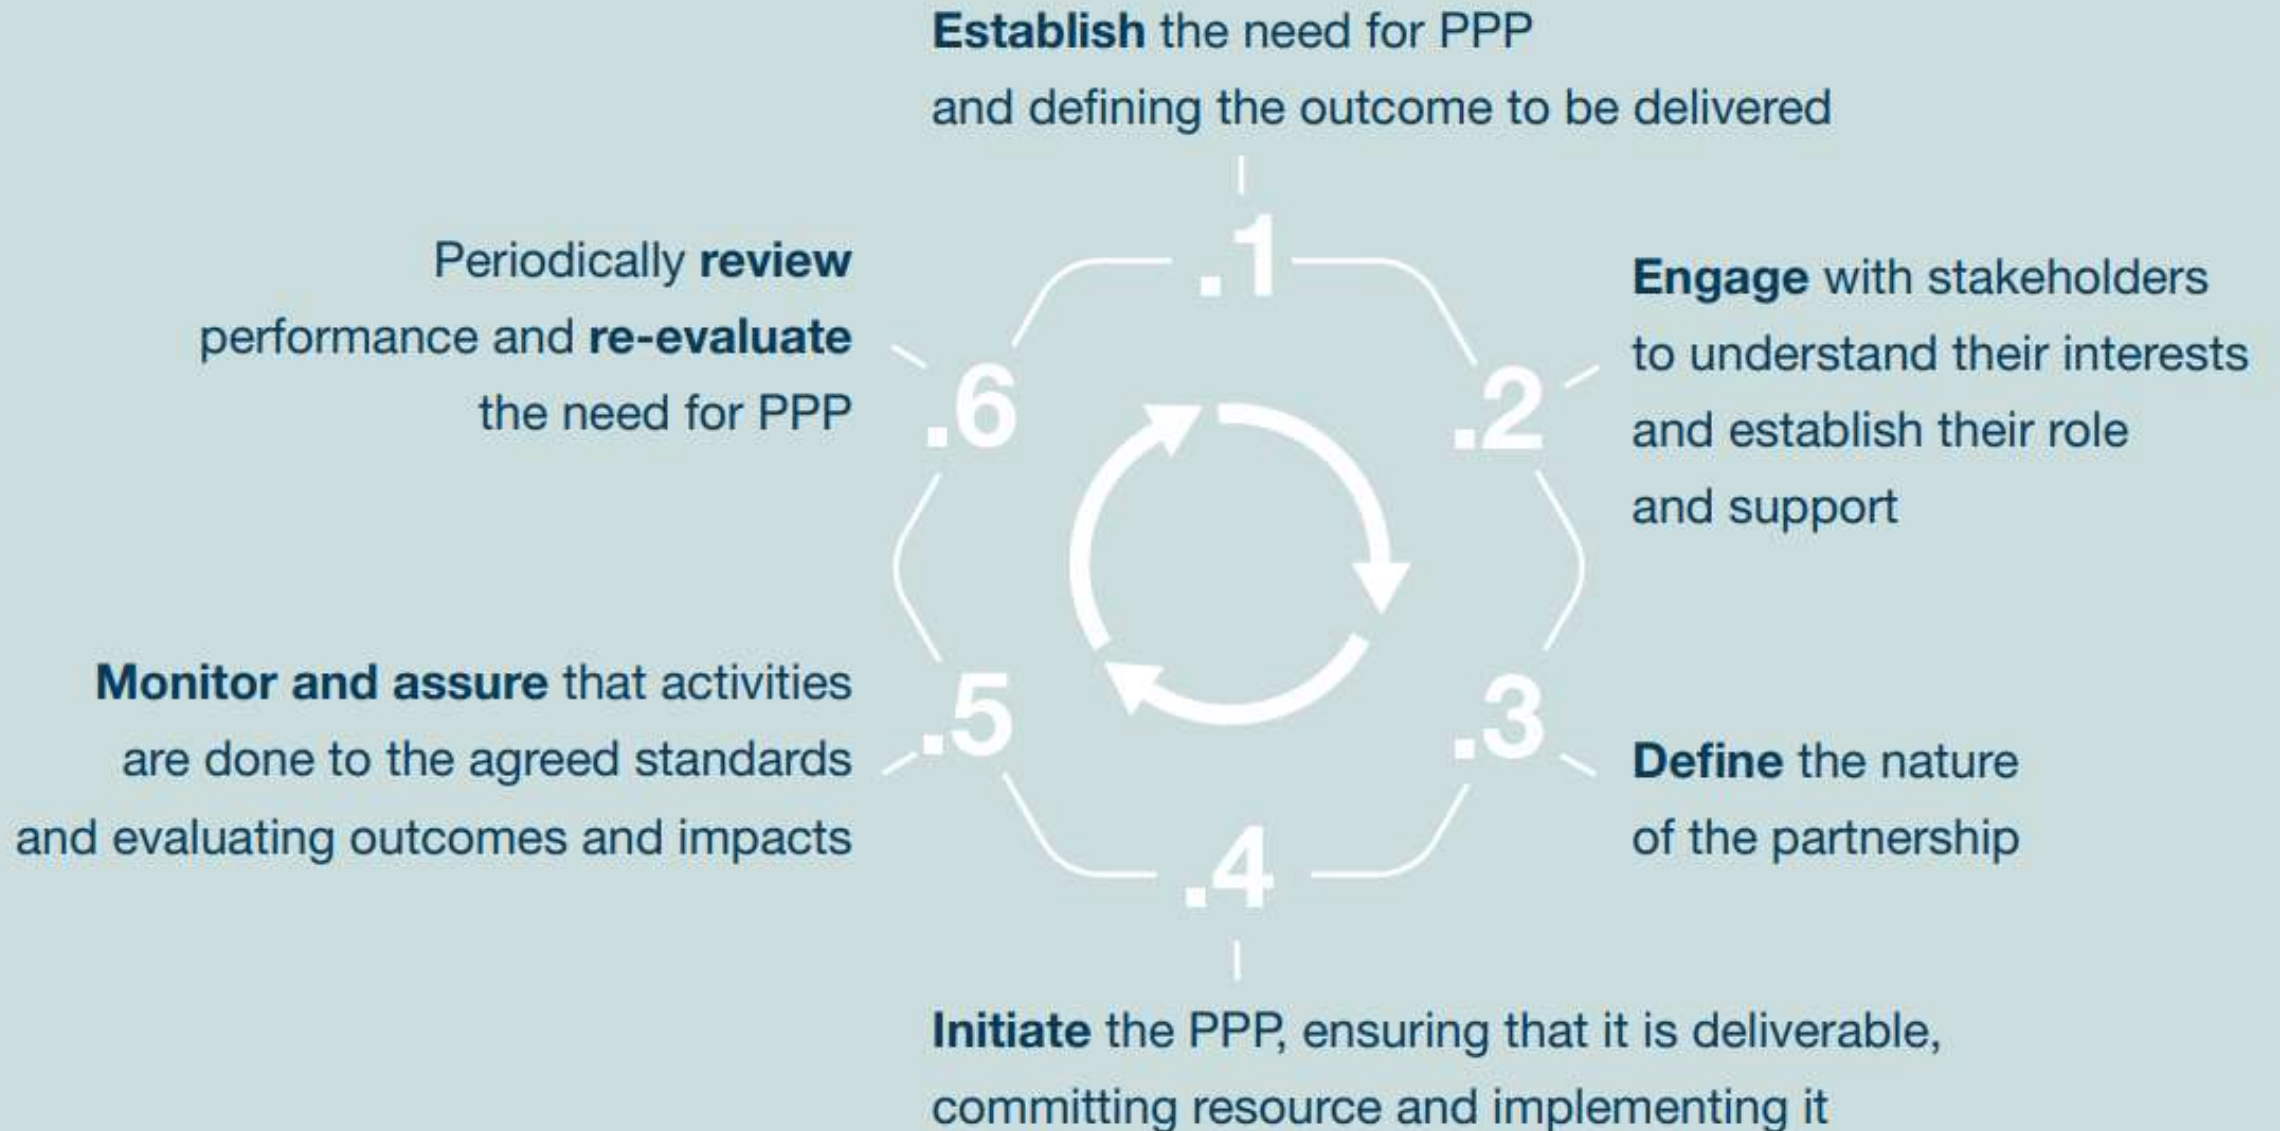 Establish the need for PPP
and defining the outcome to be delivered
.1
Engage with stakeholders
to understand their interests
and establish their role
and support
.2
Define the nature
of the partnership
.3
Initiate the PPP, ensuring that it is deliverable,
committing resource and implementing it
.4
Monitor and assure that activities
are done to the agreed standards
and evaluating outcomes and impacts
.5
Periodically review
performance and re-evaluate
the need for PPP
.6